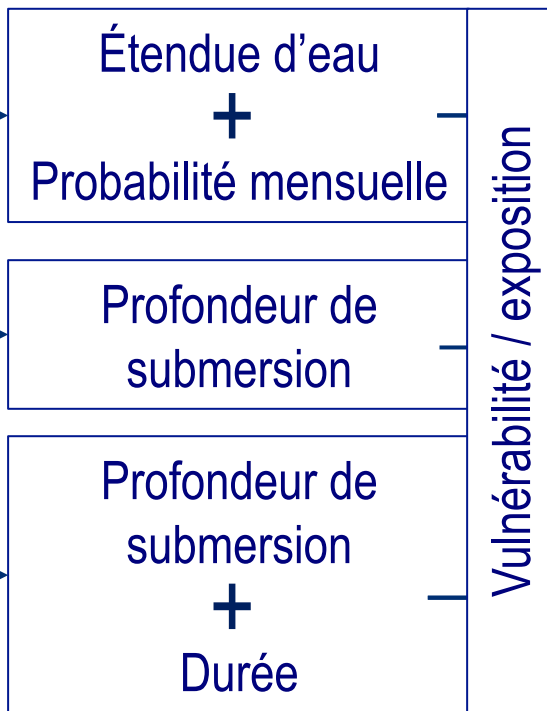 Étendue d’eau
+
Probabilité mensuelle
Profondeur de
submersion
Profondeur de
submersion
+
Durée
Vulnérabilité / exposition